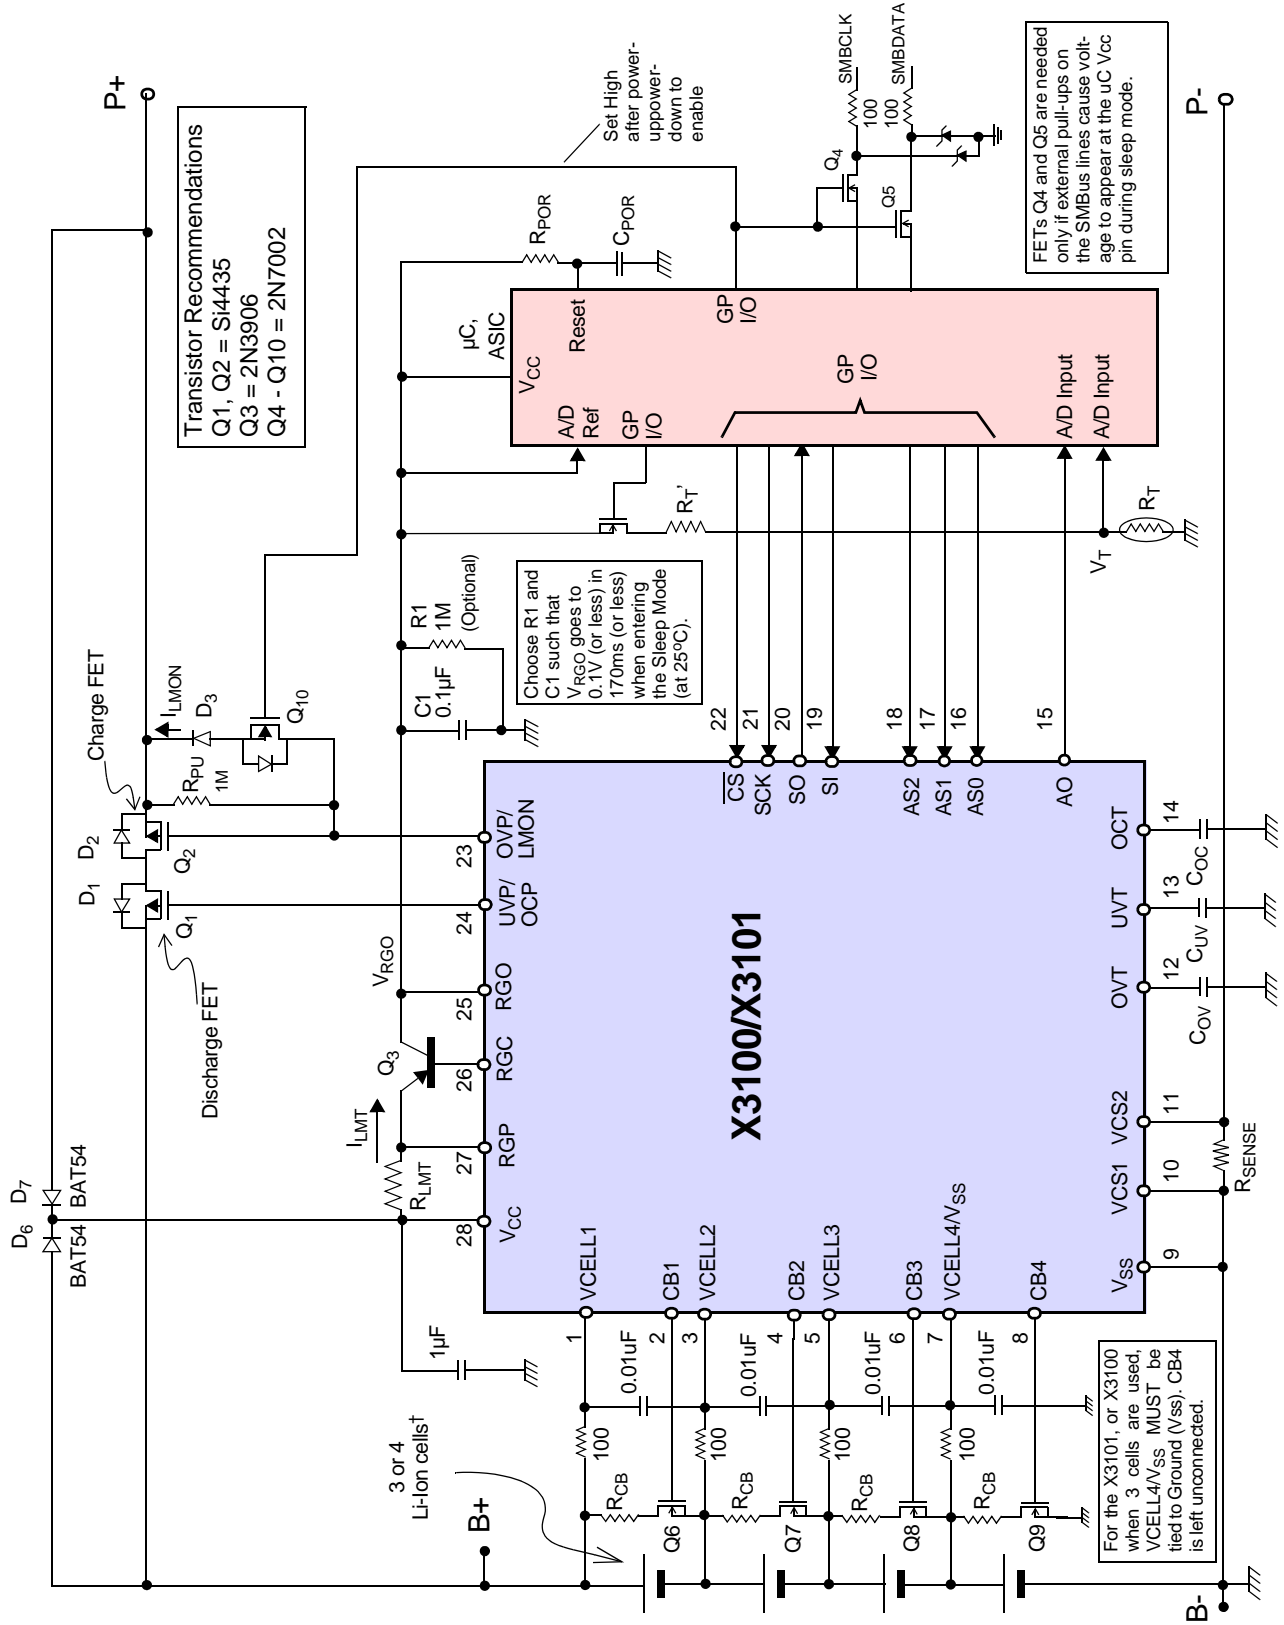 D6
D7
BAT54
BAT54
P+
B+
3 or 4
Li-Ion cells†
1µF
ILMT
RLMT
Q3
VRGO
Discharge FET
Charge FET
D1
D2
Q1
Q2
RPU
1M
ILMON
D3
Q10
Transistor Recommendations
Q1, Q2 = Si4435
Q3 = 2N3906
Q4 - Q10 = 2N7002
C1
0.1µF
R1
1M
(Optional)
Choose R1 and
C1 such that
VRGO goes to
0.1V (or less) in
170ms (or less)
when entering
the Sleep Mode
(at 25oC).
Set High
after power-
uppower-
down to
enable
28
VCC
27
RGP
26
RGC
25
RGO
24
UVP/
OCP
23
OVP/
LMON
X3100/X3101
1
VCELL1
2
CB1
3
VCELL2
4
CB2
5
VCELL3
6
CB3
7
VCELL4/VSS
8
CB4
9
VSS
10
VCS1
11
VCS2
12
OVT
13
UVT
14
OCT
22
CS
21
SCK
20
SO
19
SI
18
AS2
17
AS1
16
AS0
15
AO
100
0.01uF
RCB
Q6
100
0.01uF
RCB
Q7
100
0.01uF
RCB
Q8
100
0.01uF
RCB
Q9
For the X3101, or X3100
when 3 cells are used,
VCELL4/VSS MUST be
tied to Ground (Vss). CB4
is left unconnected.
B-
RSENSE
COV
CUV
COC
P-
µC,
ASIC
VCC
A/D
Ref
Reset
GP
I/O
GP
I/O
GP
I/O
A/D Input
A/D Input
RT’
VT
RT
RPOR
CPOR
Q4
Q5
SMBCLK
100
100
SMBDATA
FETs Q4 and Q5 are needed
only if external pull-ups on
the SMBus lines cause volt-
age to appear at the uC Vcc
pin during sleep mode.